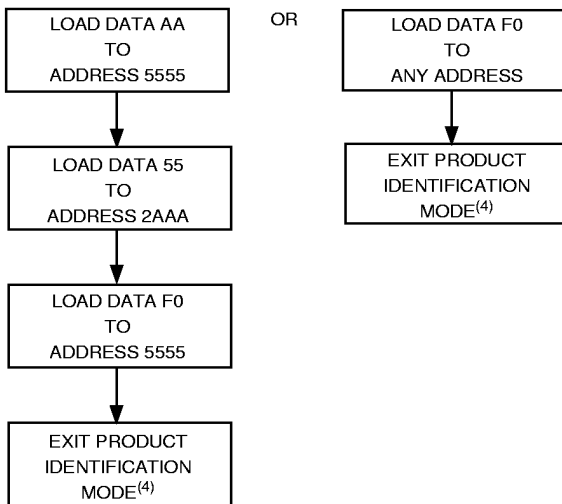 LOAD DATA AA
TO
ADDRESS 5555
LOAD DATA 55
TO
ADDRESS 2AAA
LOAD DATA F0
TO
ADDRESS 5555
EXIT PRODUCT
IDENTIFICATION
MODE(4)
OR
LOAD DATA F0
TO
ANY ADDRESS
EXIT PRODUCT
IDENTIFICATION
MODE(4)